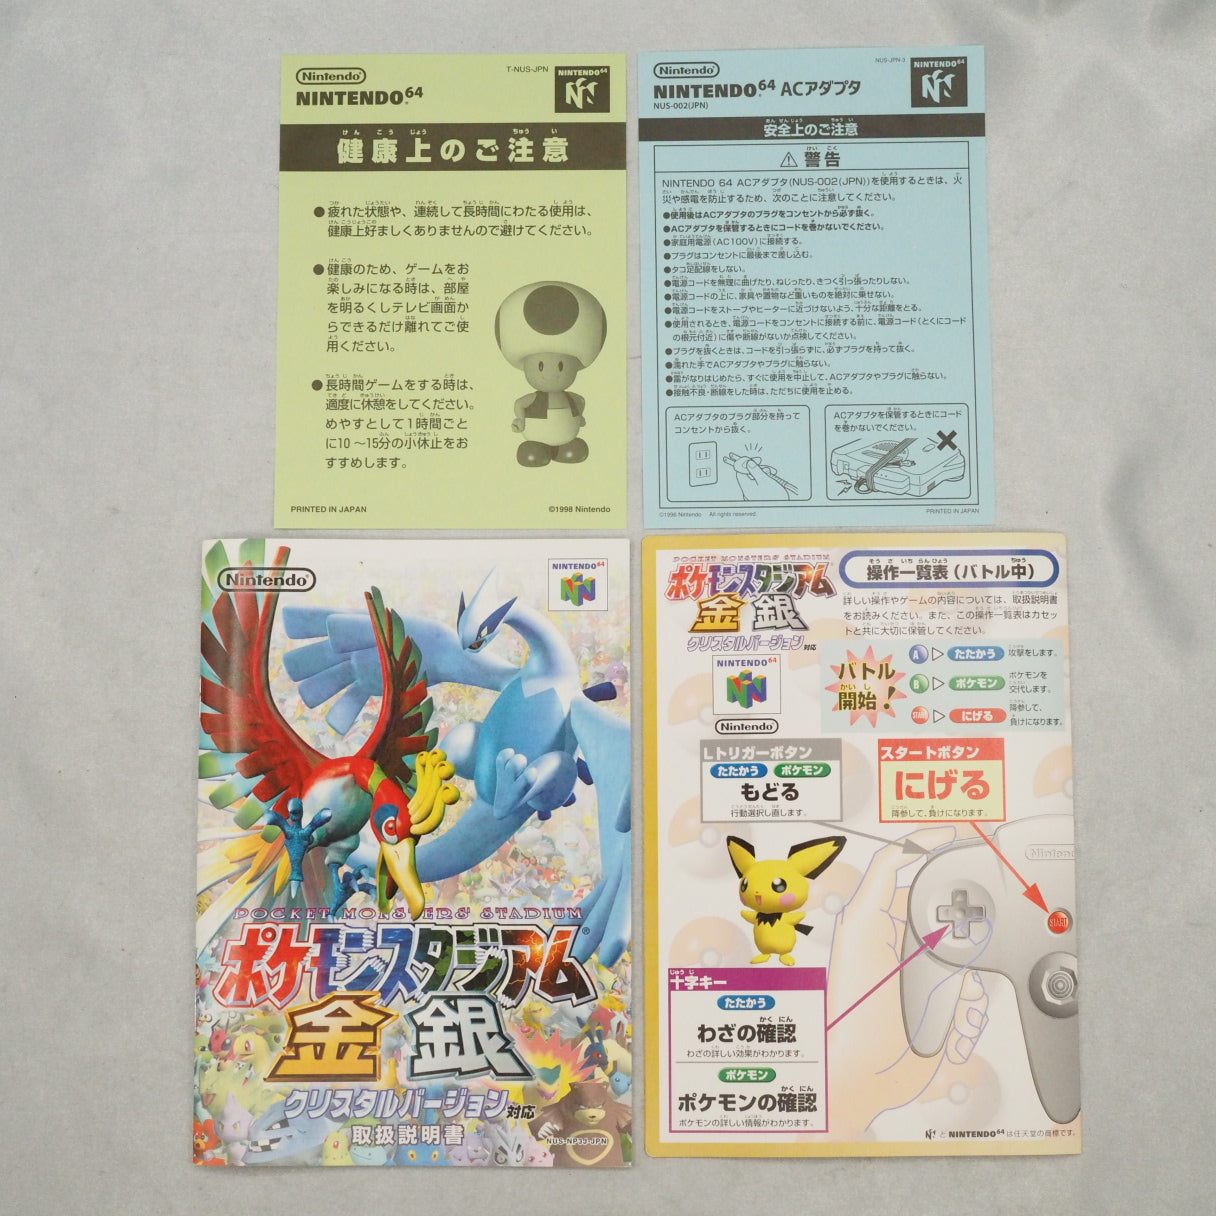 Nintendo
T-NUS-JPN
NINTENDO64
NINTENDO64
健康上のご注意
●疲れた状態や、連続して長時間にわたる使用は、
健康上好ましくありませんので避けてください。
●健康のため、ゲームをお
楽しみになる時は、部屋
を明るくしテレビ画面か
らできるだけ離れてご使
用ください。
●長時間ゲームをする時は、
適度に休憩をしてください。
めやすとして1時間ごと
に10～15分の小休止をお
すすめします。
PRINTED IN JAPAN
©1998 Nintendo
Nintendo
NUS-JPN-3
NINTENDO64 ACアダプタ
NUS-002(JPN)
NINTENDO64
安全上のご注意
警告
NINTENDO 64 ACアダプタ(NUS-002(JPN))を使用するときは、火
災や感電を防止するため、次のことに注意してください。
●使用後はACアダプタのプラグをコンセントから必ず抜く。
●ACアダプタを保管するときにコードを巻かないでください。
●家庭用電源(AC100V)に接続する。
●プラグはコンセントに最後まで差し込む。
●タコ足配線をしない。
●電源コードを無理に曲げたり、ねじったり、きつく引っ張ったりしない。
●電源コードの上に、家具や置物など重いものを絶対に乗せない。
●電源コードをストーブやヒーターに近づけないよう、十分な距離をとる。
●使用されるとき、電源コードをコンセントに接続する前に、電源コード(とくにコード
の根元付近)に傷や断線がないか点検してください。
●プラグを抜くときは、コードを引っ張らずに、必ずプラグを持って抜く。
●濡れた手でACアダプタやプラグに触らない。
●雷がなりはじめたら、すぐに使用を中止して、ACアダプタやプラグに触らない。
●接触不良・断線をした時は、ただちに使用を止める。
ACアダプタのプラグ部分を持って
コンセントから抜く。
ACアダプタを保管するときにコード
を巻かないでください。
©1996 Nintendo All rights reserved.
PRINTED IN JAPAN
Nintendo
NINTENDO64
POCKET MONSTERS STADIUM
ポケモンスタジアム
金 銀
クリスタルバージョン対応
取扱説明書
NUS-NP3J-JPN
POCKET MONSTERS STADIUM
ポケモンスタジアム
金 銀
クリスタルバージョン対応
NINTENDO64
Nintendo
操作一覧表(バトル中)
詳しい操作やゲームの内容については、取扱説明書
をお読みください。また、この操作一覧表はカセッ
トと共に大切に保管してください。
バトル
開始!
A たたかう 攻撃をします。
B ポケモン ポケモンを
交代します。
START にげる 降参して、
負けになります。
Lトリガーボタン
たたかう ポケモン
もどる
行動選択し直します。
スタートボタン
にげる
降参して、負けになります。
Nintend
START
十字キー
たたかう
わざの確認
わざの詳しい効果がわかります。
ポケモン
ポケモンの確認
ポケモンの詳しい情報がわかります。
とNINTENDO64は任天堂の商標です。